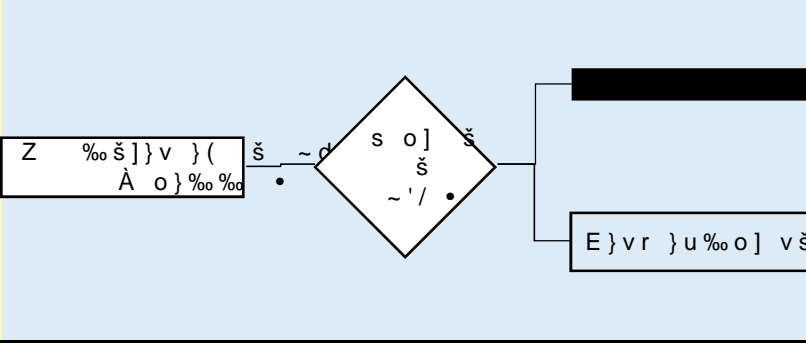 Z ‰š]}v }( š ~d
À o}‰‰ •
s o] š
š
~'/ •
E}vr }u‰o] vš